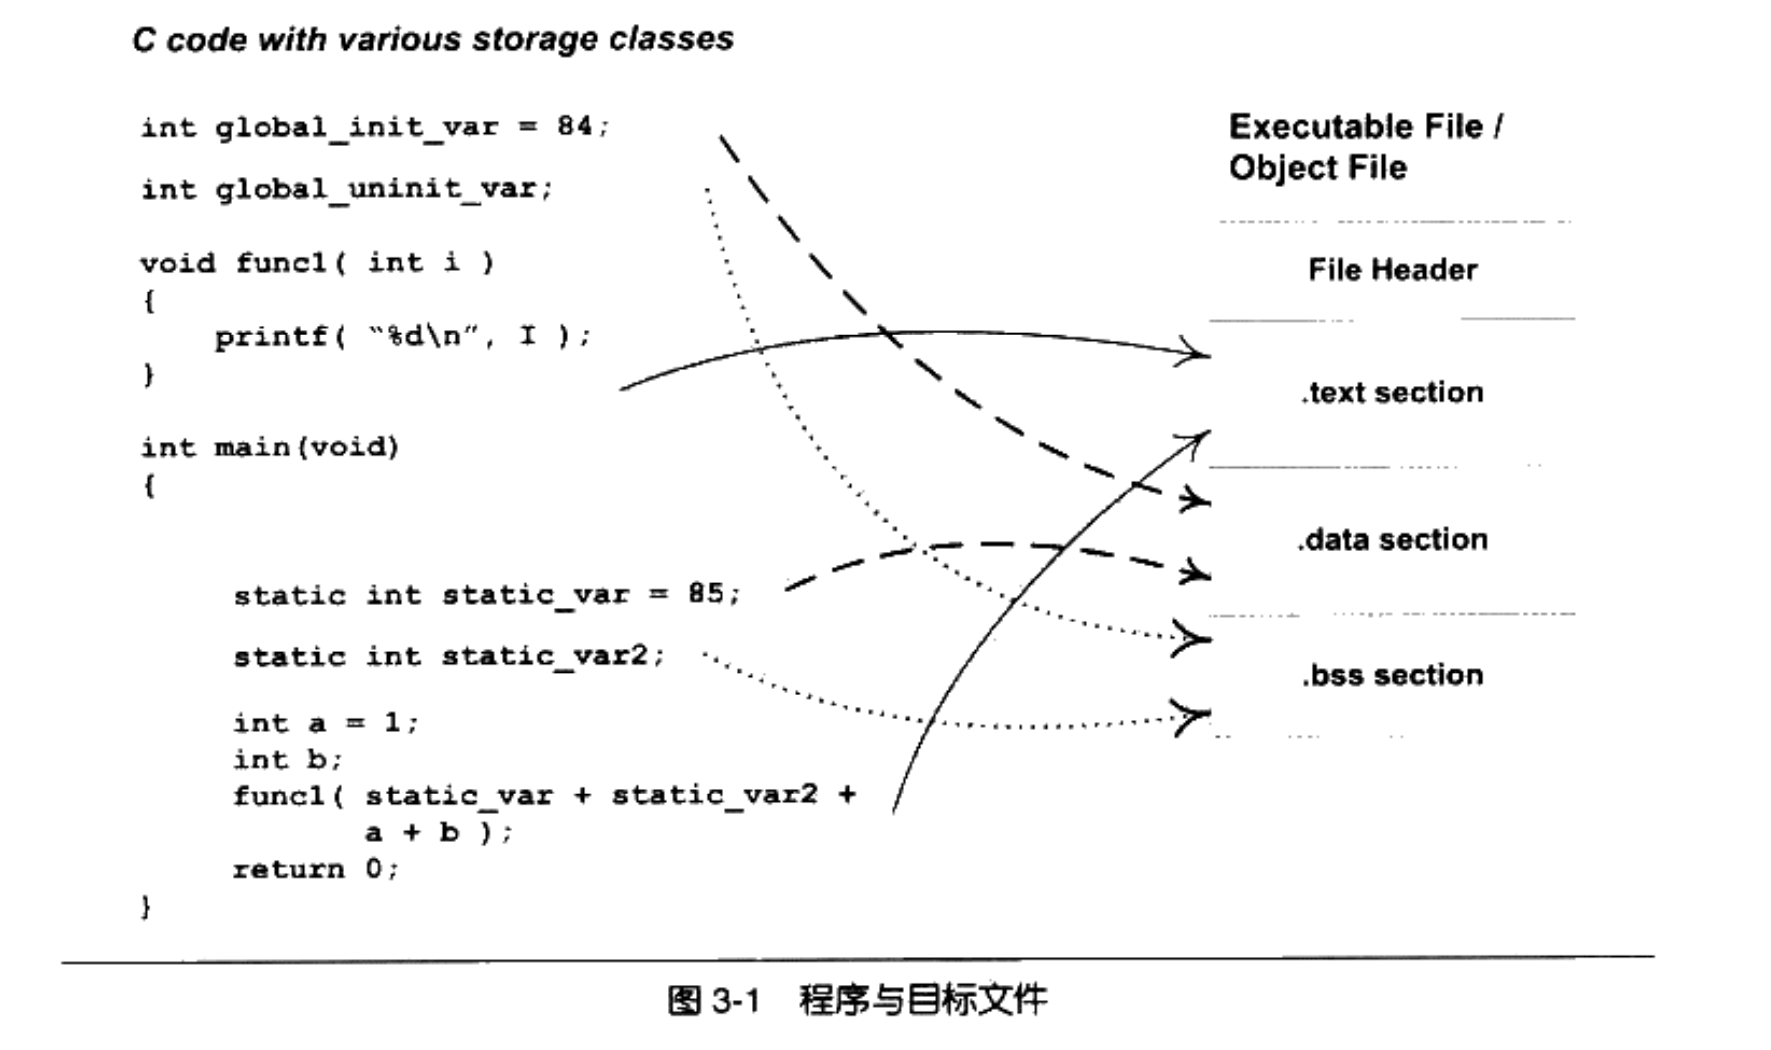 C code with various storage classes
int global_init_var = 84;
int global_uninit_var;
void func1( int i )
{
    printf( “%d\n”, I );
}
int main(void)
{
    static int static_var = 85;
    static int static_var2;
    int a = 1;
    int b;
    func1( static_var + static_var2 +
           a + b );
    return 0;
}
Executable File /
Object File
File Header
.text section
.data section
.bss section
图 3-1 程序与目标文件